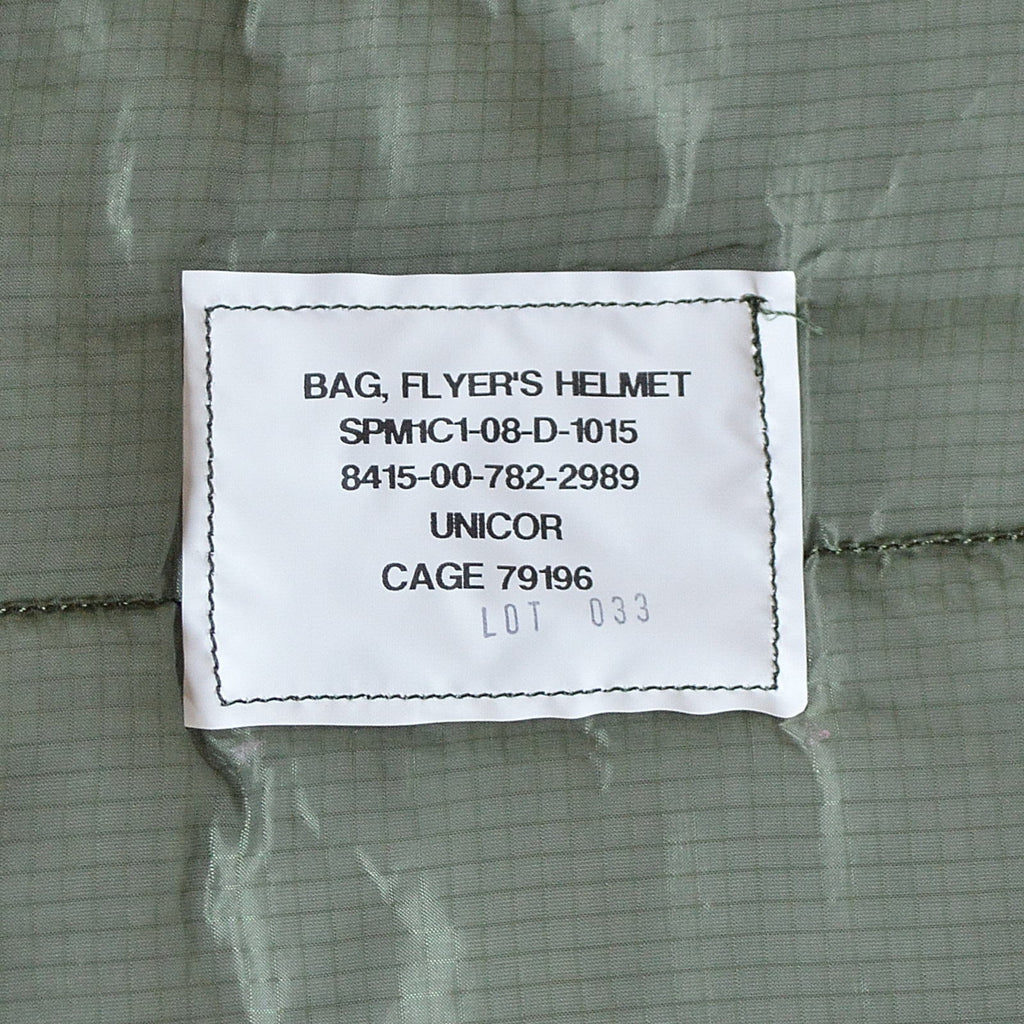 BAG, FLYER'S HELMET
SPM1C1-08-D-1015
8415-00-782-2989
UNICOR
CAGE 79196
LOT 033